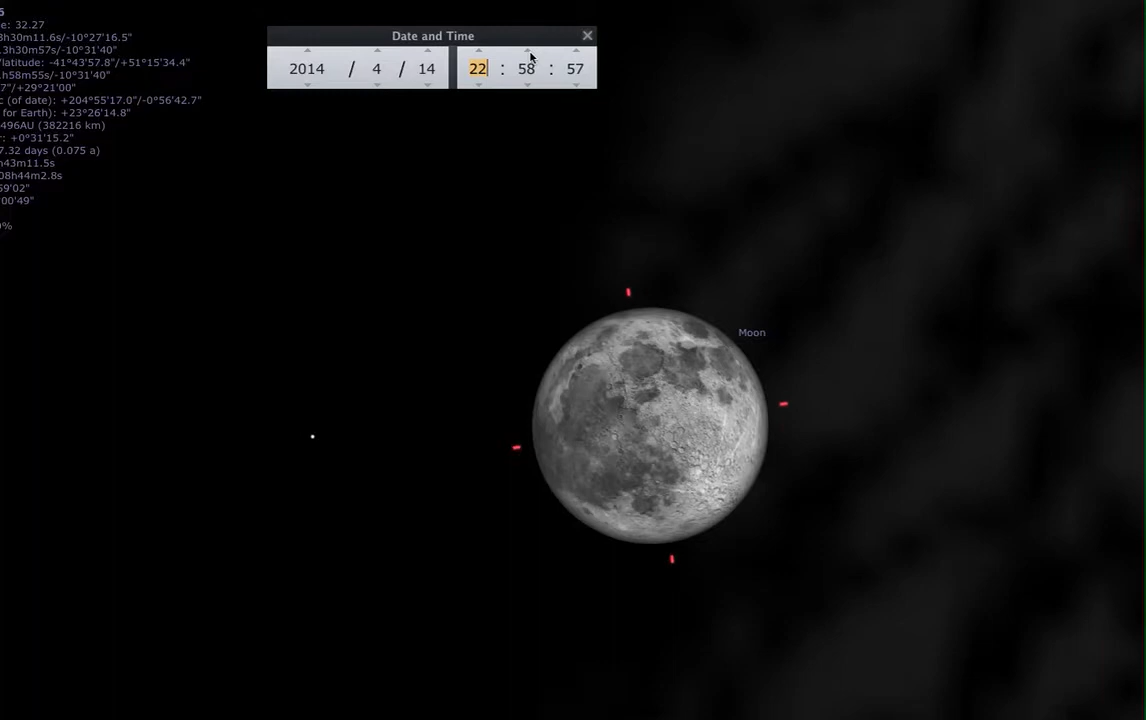 5
e: 32.27
3h30m11.6s/-10°27'16.5"
.3h30m57s/-10°31'40"
latitude: -41°43'57.8"/+51°15'34.4"
h58m55s/-10°31'40"
7"/+29°21'00"
c (of date): +204°55'17.0"/-0°56'42.7"
for Earth): +23°26'14.8"
496AU (382216 km)
r: +0°31'15.2"
7.32 days (0.075 a)
h43m11.5s
08h44m2.8s
59'02"
°00'49"
%
Date and Time
2014 / 4 / 14 22 : 58 : 57
Moon